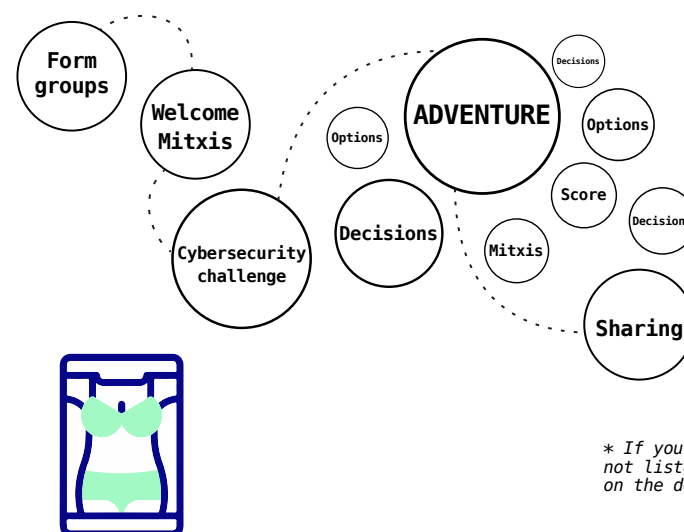 Form
groups
Welcome
Mitxis
Cybersecurity
challenge
Options
Decisions
ADVENTURE
Decisions
Options
Score
Decision
Mitxis
Sharing
* If you
not list
on the d